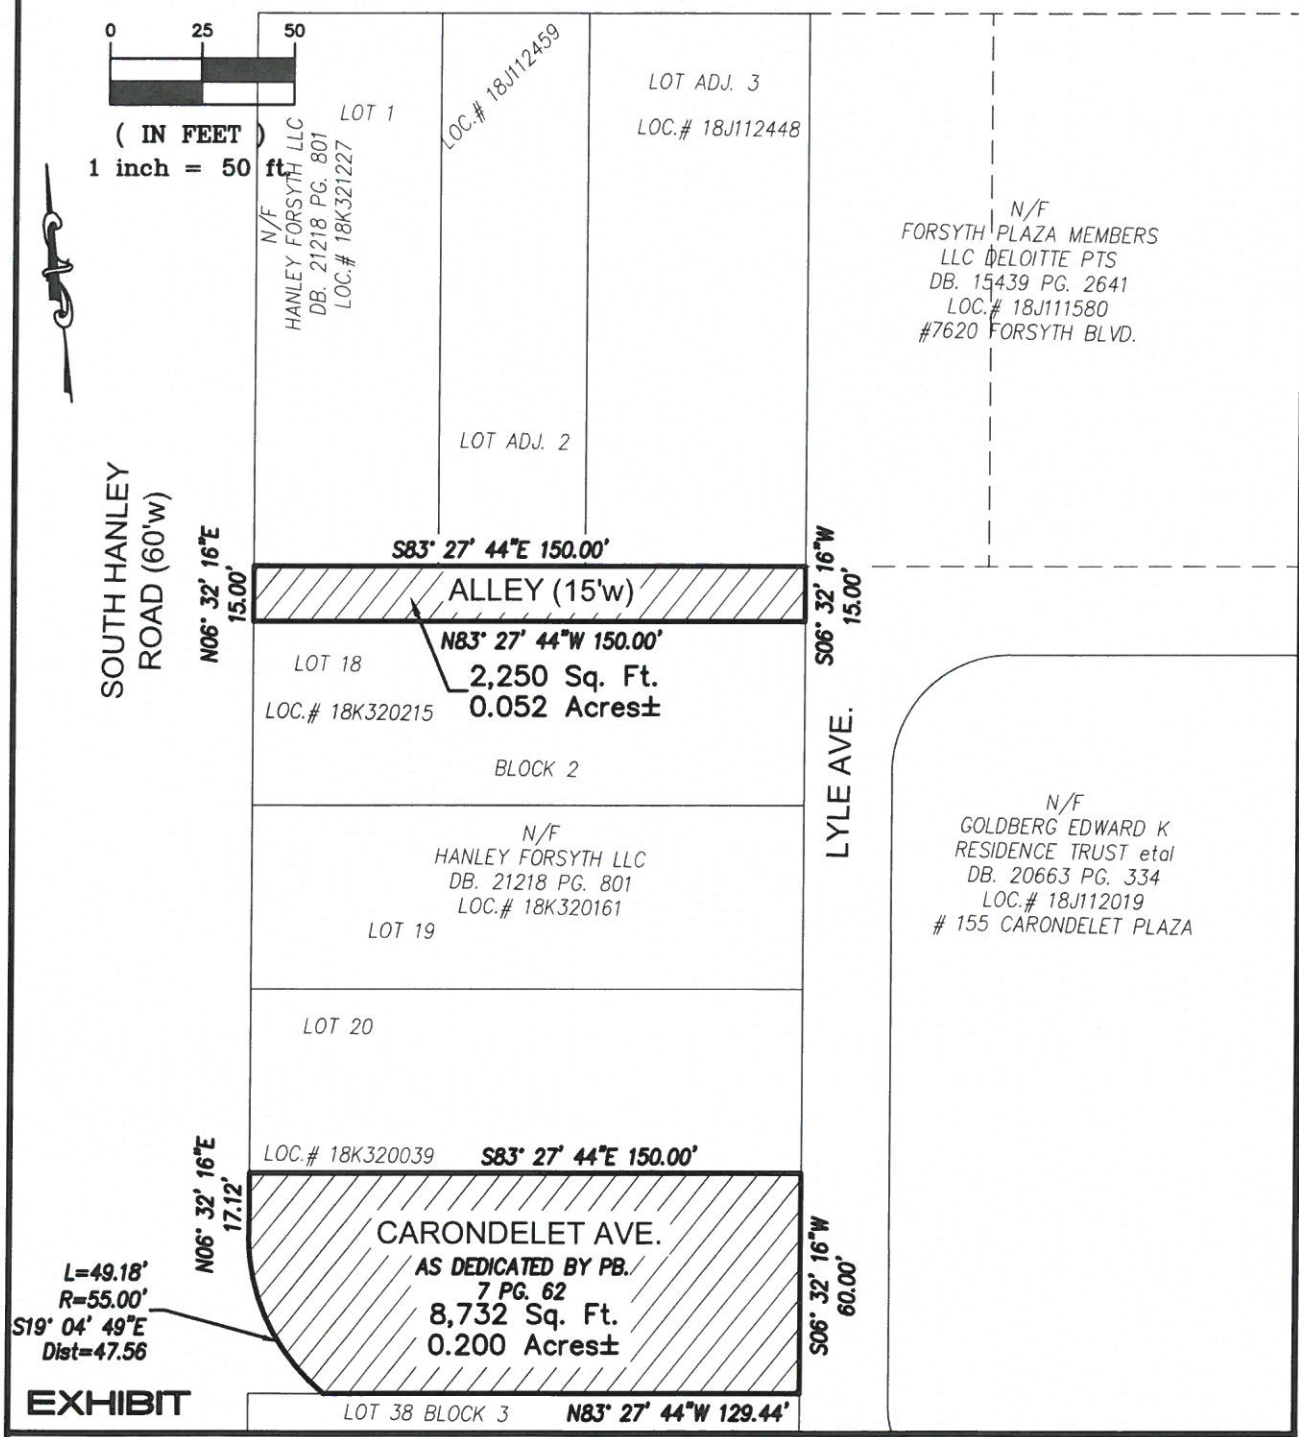 0 25 50
( IN FEET )
1 inch = 50 ft.
LOT 1
N/F
HANLEY FORSYTH LLC
DB. 21218 PG. 801
LOC.# 18K321227
LOC.# 18J112459
LOT ADJ. 2
LOT ADJ. 3
LOC.# 18J112448
N/F
FORSYTH PLAZA MEMBERS
LLC DELOITTE PTS
DB. 15439 PG. 2641
LOC.# 18J111580
#7620 FORSYTH BLVD.
SOUTH HANLEY
ROAD (60'w)
N06° 32' 16"E
15.00'
S83° 27' 44"E 150.00'
ALLEY (15'w)
N83° 27' 44"W 150.00'
S06° 32' 16"W
15.00'
2,250 Sq. Ft.
0.052 Acres±
LOT 18
LOC.# 18K320215
BLOCK 2
LYLE AVE.
N/F
HANLEY FORSYTH LLC
DB. 21218 PG. 801
LOC.# 18K320161
LOT 19
N/F
GOLDBERG EDWARD K
RESIDENCE TRUST etal
DB. 20663 PG. 334
LOC.# 18J112019
# 155 CARONDELET PLAZA
LOT 20
LOC.# 18K320039
S83° 27' 44"E 150.00'
N06° 32' 16"E
17.12'
CARONDELET AVE.
AS DEDICATED BY PB.
7 PG. 62
8,732 Sq. Ft.
0.200 Acres±
S06° 32' 16"W
60.00'
L=49.18'
R=55.00'
S19° 04' 49"E
Dist=47.56
EXHIBIT
LOT 38 BLOCK 3
N83° 27' 44"W 129.44'